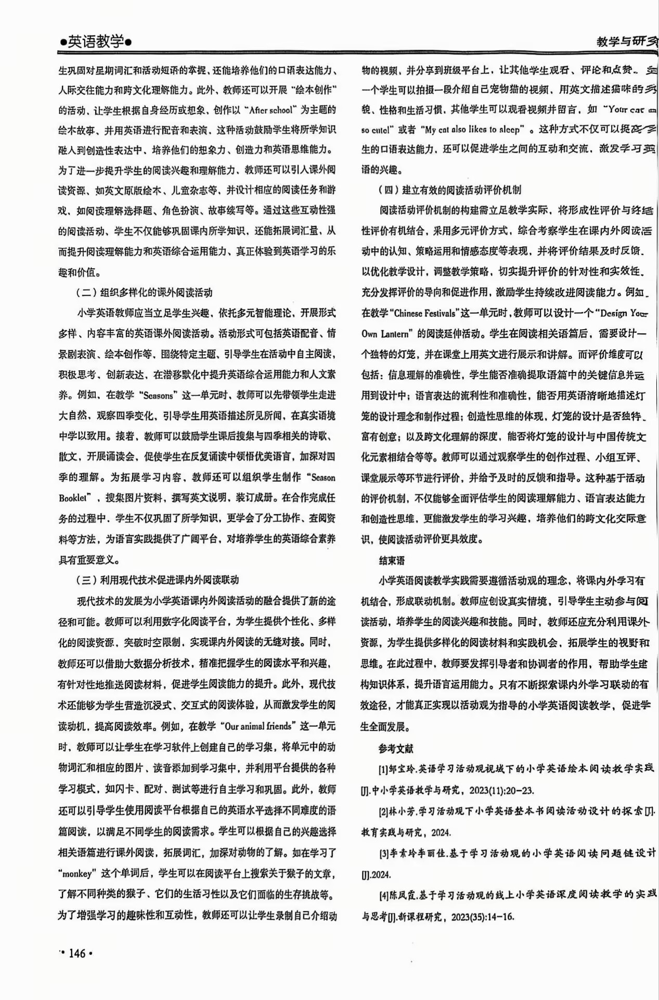 •英语教学•
教学与研
生巩固对星期词汇和活动短语的掌握、还能培养他们的口语表达能力、
人际交往能力和跨文化理解能力。此外、教师还可以开展“绘本创作”
的活动、让学生根据自身经历或想象、创作以“After school”为主题的
绘本故事、并用英语进行配音和表演，这种活动鼓励学生将所学知识
融入到创造性表达中、培养他们的想象力、创造力和英语思维能力。
为了进一步提升学生的阅读兴趣和理解能力、教师还可以引入课外阅
读资源、如英文原版绘本、儿童杂志等，并设计相应的阅读任务和游
戏，如阅读理解选择题、角色扮演、故事续写等。通过这些互动性强
的阅读活动、学生不仅能够巩固课内所学知识，还能拓展词汇量，从
而提升阅读理解能力和英语综合运用能力、真正体验到英语学习的乐
趣和价值。
（二）组织多样化的课外阅读活动
小学英语教师应当立足学生兴趣，依托多元智能理论，开展形式
多样、内容丰富的英语课外阅读活动。活动形式可包括英语配音、情
景剧表演、绘本创作等，围绕特定主题、引导学生在活动中自主阅读，
积极思考、创新表达，在潜移默化中提升英语综合运用能力和人文素
养。例如，在教学“Seasons”这一单元时，教师可以先带领学生走进
大自然，观察四季变化，引导学生用英语描述所见所闻，在真实语境
中学以致用。接着，教师可以鼓励学生课后搜集与四季相关的诗歌、
散文，开展诵读会，促使学生在反复诵读中领悟优美语言，加深对四
季的理解。为拓展学习内容，教师还可以组织学生制作“Season
Booklet”，搜集图片资料，撰写英文说明，装订成册。在合作完成任
务的过程中，学生不仅巩固了所学知识，更学会了分工协作、查阅资
料等方法，为语言实践提供了广阔平台，对培养学生的英语综合素养
具有重要意义。
（三）利用现代技术促进课内外阅读联动
现代技术的发展为小学英语课内外阅读活动的融合提供了新的途
径和可能。教师可以利用数字化阅读平台，为学生提供个性化、多样
化的阅读资源，突破时空限制，实现课内外阅读的无缝对接。同时，
教师还可以借助大数据分析技术，精准把握学生的阅读水平和兴趣，
有针对性地推送阅读材料，促进学生阅读能力的提升。此外，现代技
术还能够为学生营造沉浸式、交互式的阅读体验，从而激发学生的阅
读动机，提高阅读效率。例如，在教学“Our animal friends”这一单元
时，教师可以让学生在学习软件上创建自己的学习集，将单元中的动
物词汇和相应的图片、读音添加到学习集中，并利用平台提供的各种
学习模式，如闪卡、配对、测试等进行自主学习和巩固。此外，教师
还可以引导学生使用阅读平台根据自己的英语水平选择不同难度的语
篇阅读，以满足不同学生的阅读需求。学生可以根据自己的兴趣选择
相关语篇进行课外阅读，拓展词汇，加深对动物的了解。如在学习了
“monkey”这个单词后，学生可以在阅读平台上搜索关于猴子的文章，
了解不同种类的猴子、它们的生活习性以及它们面临的生存挑战等。
为了增强学习的趣味性和互动性，教师还可以让学生录制自己介绍动
物的视频，并分享到班级平台上，让其他学生观看、评论和点赞。
一个学生可以拍摄一段介绍自己宠物猫的视频，用英文描述猫咪的
貌、性格和生活习惯，其他学生可以观看视频并留言，如“Your cat
so cute!”或者“My cat also likes to sleep”。这种方式不仅可以提高学
生的口语表达能力，还可以促进学生之间的互动和交流，激发学习英
语的兴趣。
（四）建立有效的阅读活动评价机制
阅读活动评价机制的构建需立足教学实际，将形成性评价与终结
性评价有机结合，采用多元评价方式，综合考察学生在课内外阅读活
动中的认知、策略运用和情感态度等表现，并将评价结果及时反馈，
以优化教学设计，调整教学策略，切实提升评价的针对性和实效性，
充分发挥评价的导向和促进作用，激励学生持续改进阅读能力。例如，
在教学“Chinese Festivals”这一单元时，教师可以设计一个“Design Your
Own Lantern”的阅读延伸活动。学生在阅读相关语篇后，需要设计一
个独特的灯笼，并在课堂上用英文进行展示和讲解。而评价维度可以
包括：信息理解的准确性，学生能否准确提取语篇中的关键信息并运
用到设计中；语言表达的流利性和准确性，能否用英语清晰地描述灯
笼的设计理念和制作过程；创造性思维的体现，灯笼的设计是否独特、
富有创意；以及跨文化理解的深度，能否将灯笼的设计与中国传统文
化元素相结合等等。教师可以通过观察学生的创作过程、小组互评、
课堂展示等环节进行评价，并给予及时的反馈和指导。这种基于活动
的评价机制，不仅能够全面评估学生的阅读理解能力、语言表达能力
和创造性思维，更能激发学生的学习兴趣，培养他们的跨文化交际意
识，使阅读活动评价更具效度。
结束语
小学英语阅读教学实践需要遵循活动观的理念，将课内外学习有
机结合，形成联动机制。教师应创设真实情境，引导学生主动参与阅
读活动，培养学生的阅读兴趣和技能。同时，教师还应充分利用课外
资源，为学生提供多样化的阅读材料和实践机会，拓展学生的视野和
思维。在此过程中，教师要发挥引导者和协调者的作用，帮助学生建
构知识体系，提升语言运用能力。只有不断探索课内外学习联动的有
效途径，才能真正实现以活动观为指导的小学英语阅读教学，促进学
生全面发展。
参考文献
[1]邹宝玲.英语学习活动观视域下的小学英语绘本阅读教学实践
[J].中小学英语教学与研究，2023(11):20-23.
[2]林小芳.学习活动观下小学英语整本书阅读活动设计的探索[J].
教育实践与研究，2024.
[3]李素玲李丽佳.基于学习活动观的小学英语阅读问题链设计
[J].2024.
[4]陈凤霞.基于学习活动观的线上小学英语深度阅读教学的实践
与思考[J].新课程研究，2023(35):14-16.
• 146 •